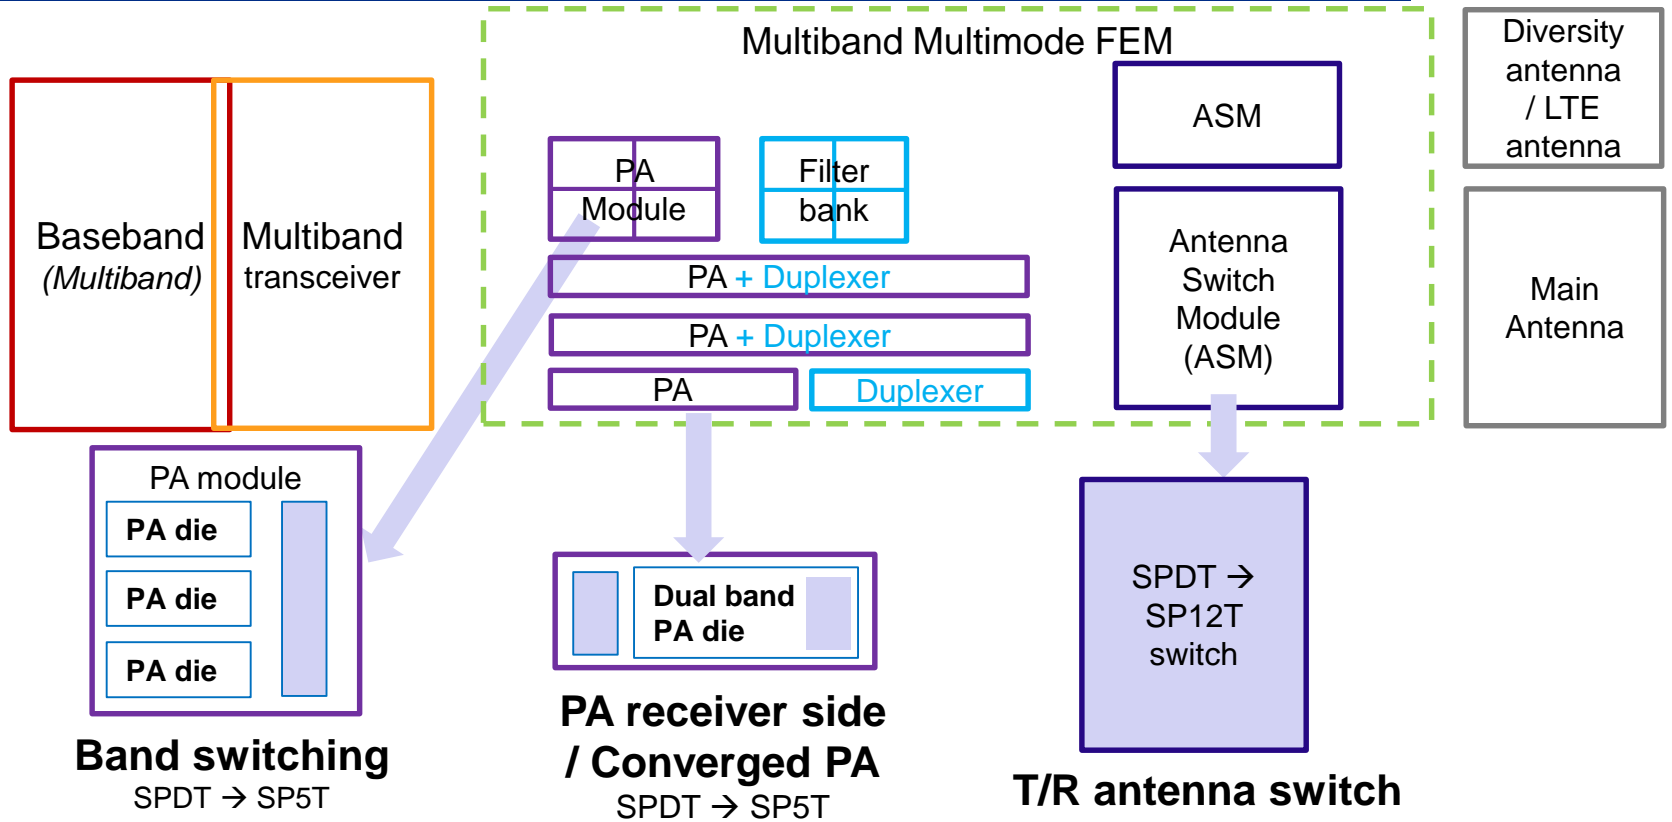 Multiband Multimode FEM
Diversity
antenna
/ LTE
antenna
ASM
PA
Module
Filter
bank
Baseband
(Multiband)
Multiband
transceiver
PA + Duplexer
PA + Duplexer
PA
Duplexer
Antenna
Switch
Module
(ASM)
Main
Antenna
PA module
PA die
PA die
PA die
Dual band
PA die
SPDT →
SP12T
switch
Band switching
SPDT → SP5T
PA receiver side
/ Converged PA
SPDT → SP5T
T/R antenna switch